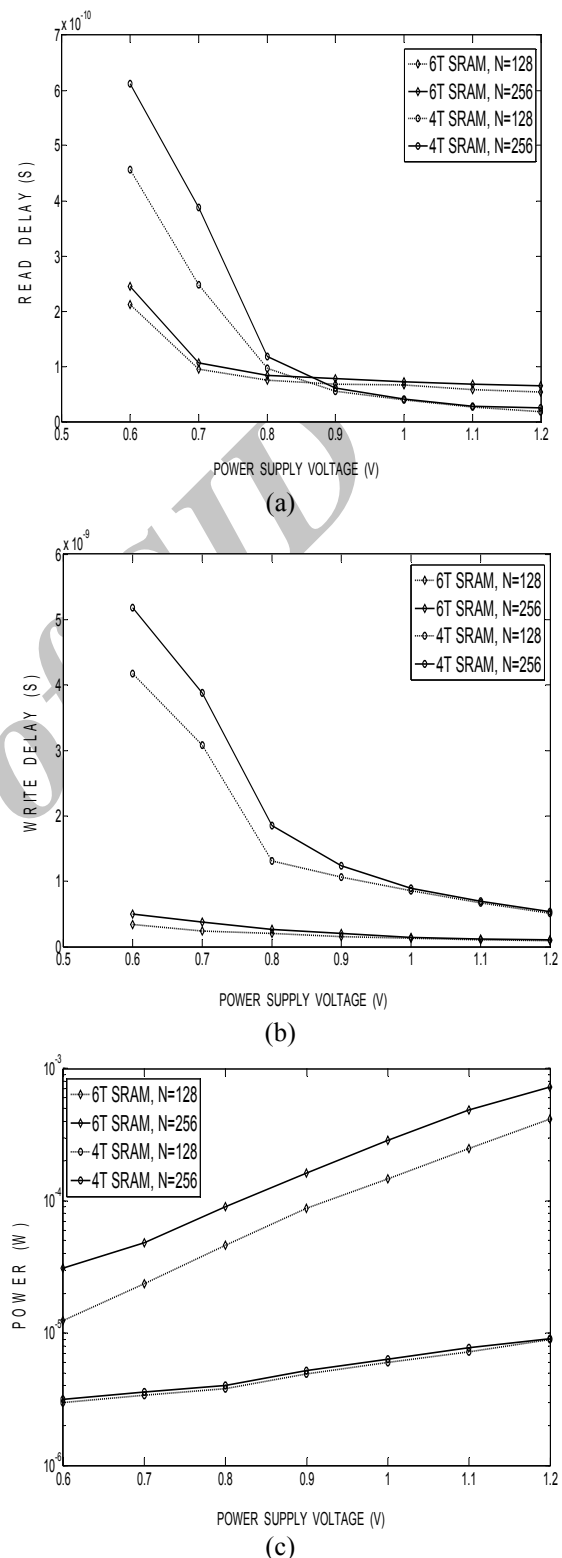 7 x 10^-10
6
5
4
3
2
1
0
READ DELAY (S)
6T SRAM, N=128
6T SRAM, N=256
4T SRAM, N=128
4T SRAM, N=256
0.5 0.6 0.7 0.8 0.9 1 1.1 1.2
POWER SUPPLY VOLTAGE (V)
(a)
6 x 10^-9
5
4
3
2
1
0
WRITE DELAY (S)
6T SRAM, N=128
6T SRAM, N=256
4T SRAM, N=128
4T SRAM, N=256
0.5 0.6 0.7 0.8 0.9 1 1.1 1.2
POWER SUPPLY VOLTAGE (V)
(b)
10^-3
10^-4
10^-5
10^-6
POWER (W)
6T SRAM, N=128
6T SRAM, N=256
4T SRAM, N=128
4T SRAM, N=256
0.6 0.7 0.8 0.9 1 1.1 1.2
POWER SUPPLY VOLTAGE (V)
(c)
of SID